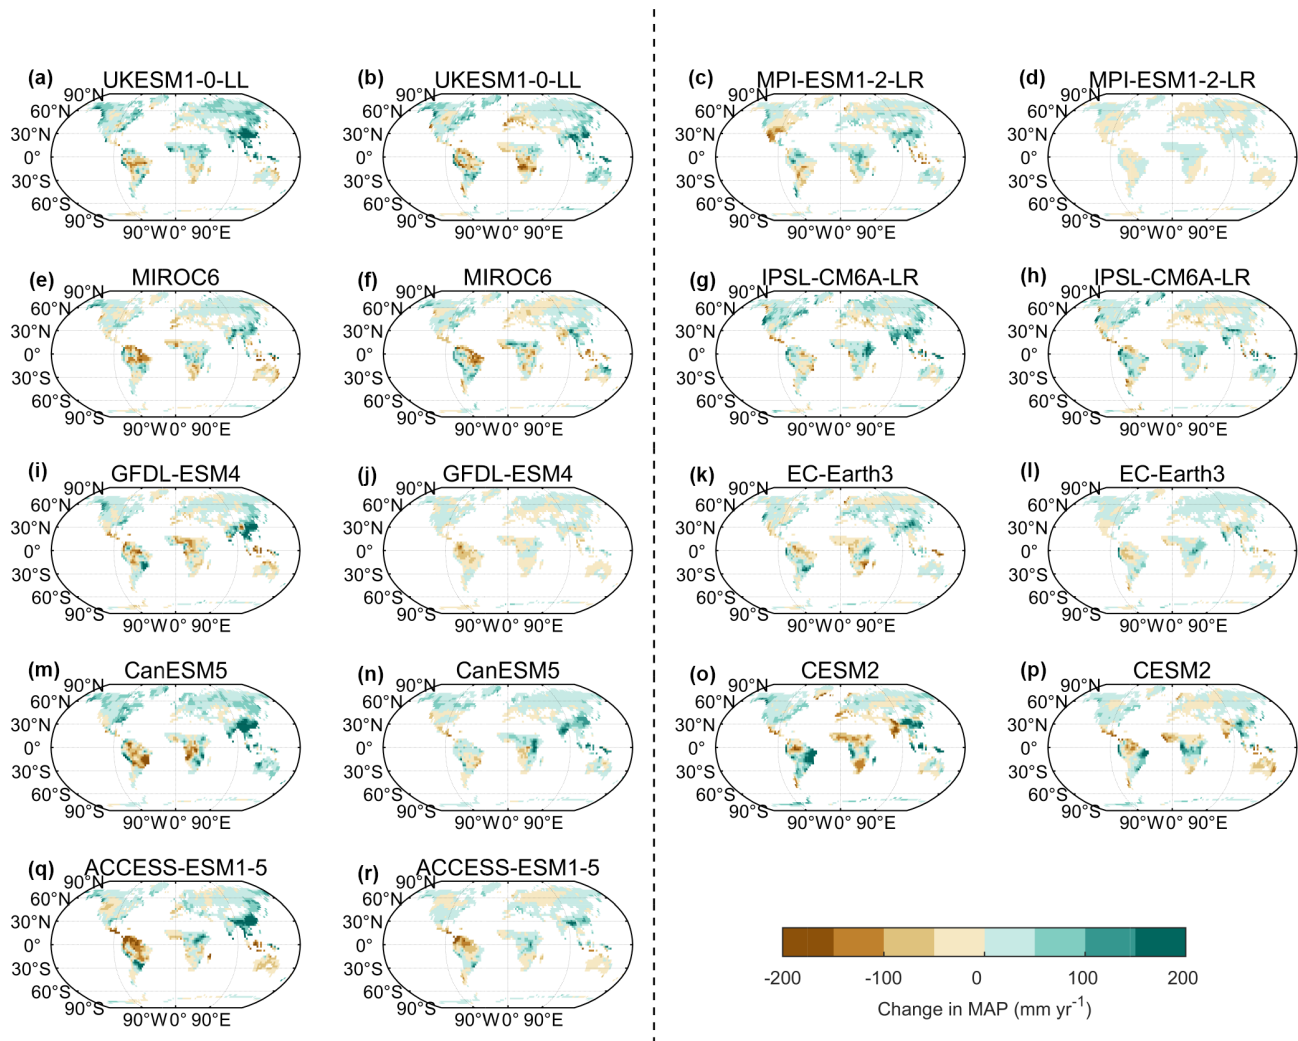 (a) UKESM1-0-LL (b) UKESM1-0-LL (c) MPI-ESM1-2-LR (d) MPI-ESM1-2-LR
90°N 90°N 90°N 90°N
60°N 60°N 60°N 60°N
30°N 30°N 30°N 30°N
0° 0° 0° 0°
30°S 30°S 30°S 30°S
60°S 60°S 60°S 60°S
90°S 90°S 90°S 90°S
90°W 0° 90°E 90°W 0° 90°E 90°W 0° 90°E 90°W 0° 90°E
(e) MIROC6 (f) MIROC6 (g) IPSL-CM6A-LR (h) IPSL-CM6A-LR
90°N 90°N 90°N 90°N
60°N 60°N 60°N 60°N
30°N 30°N 30°N 30°N
0° 0° 0° 0°
30°S 30°S 30°S 30°S
60°S 60°S 60°S 60°S
90°S 90°S 90°S 90°S
90°W 0° 90°E 90°W 0° 90°E 90°W 0° 90°E 90°W 0° 90°E
(i) GFDL-ESM4 (j) GFDL-ESM4 (k) EC-Earth3 (l) EC-Earth3
90°N 90°N 90°N 90°N
60°N 60°N 60°N 60°N
30°N 30°N 30°N 30°N
0° 0° 0° 0°
30°S 30°S 30°S 30°S
60°S 60°S 60°S 60°S
90°S 90°S 90°S 90°S
90°W 0° 90°E 90°W 0° 90°E 90°W 0° 90°E 90°W 0° 90°E
(m) CanESM5 (n) CanESM5 (o) CESM2 (p) CESM2
90°N 90°N 90°N 90°N
60°N 60°N 60°N 60°N
30°N 30°N 30°N 30°N
0° 0° 0° 0°
30°S 30°S 30°S 30°S
60°S 60°S 60°S 60°S
90°S 90°S 90°S 90°S
90°W 0° 90°E 90°W 0° 90°E 90°W 0° 90°E 90°W 0° 90°E
(q) ACCESS-ESM1-5 (r) ACCESS-ESM1-5
90°N 90°N
60°N 60°N
30°N 30°N
0° 0°
30°S 30°S
60°S 60°S
90°S 90°S
90°W 0° 90°E 90°W 0° 90°E
-200 -100 0 100 200
Change in MAP (mm yr⁻¹)